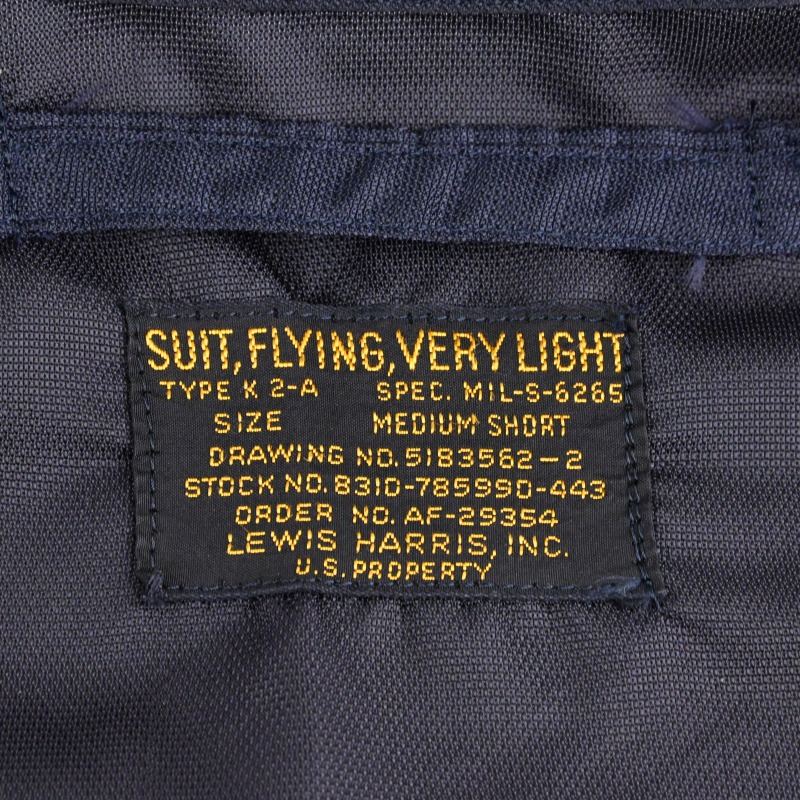 SUIT, FLYING, VERY LIGHT
TYPE K 2-A SPEC. MIL-S-6265
SIZE MEDIUM SHORT
DRAWING NO. 5183562-2
STOCK NO. 8310-785990-443
ORDER NO. AF-29354
LEWIS HARRIS, INC.
U.S. PROPERTY